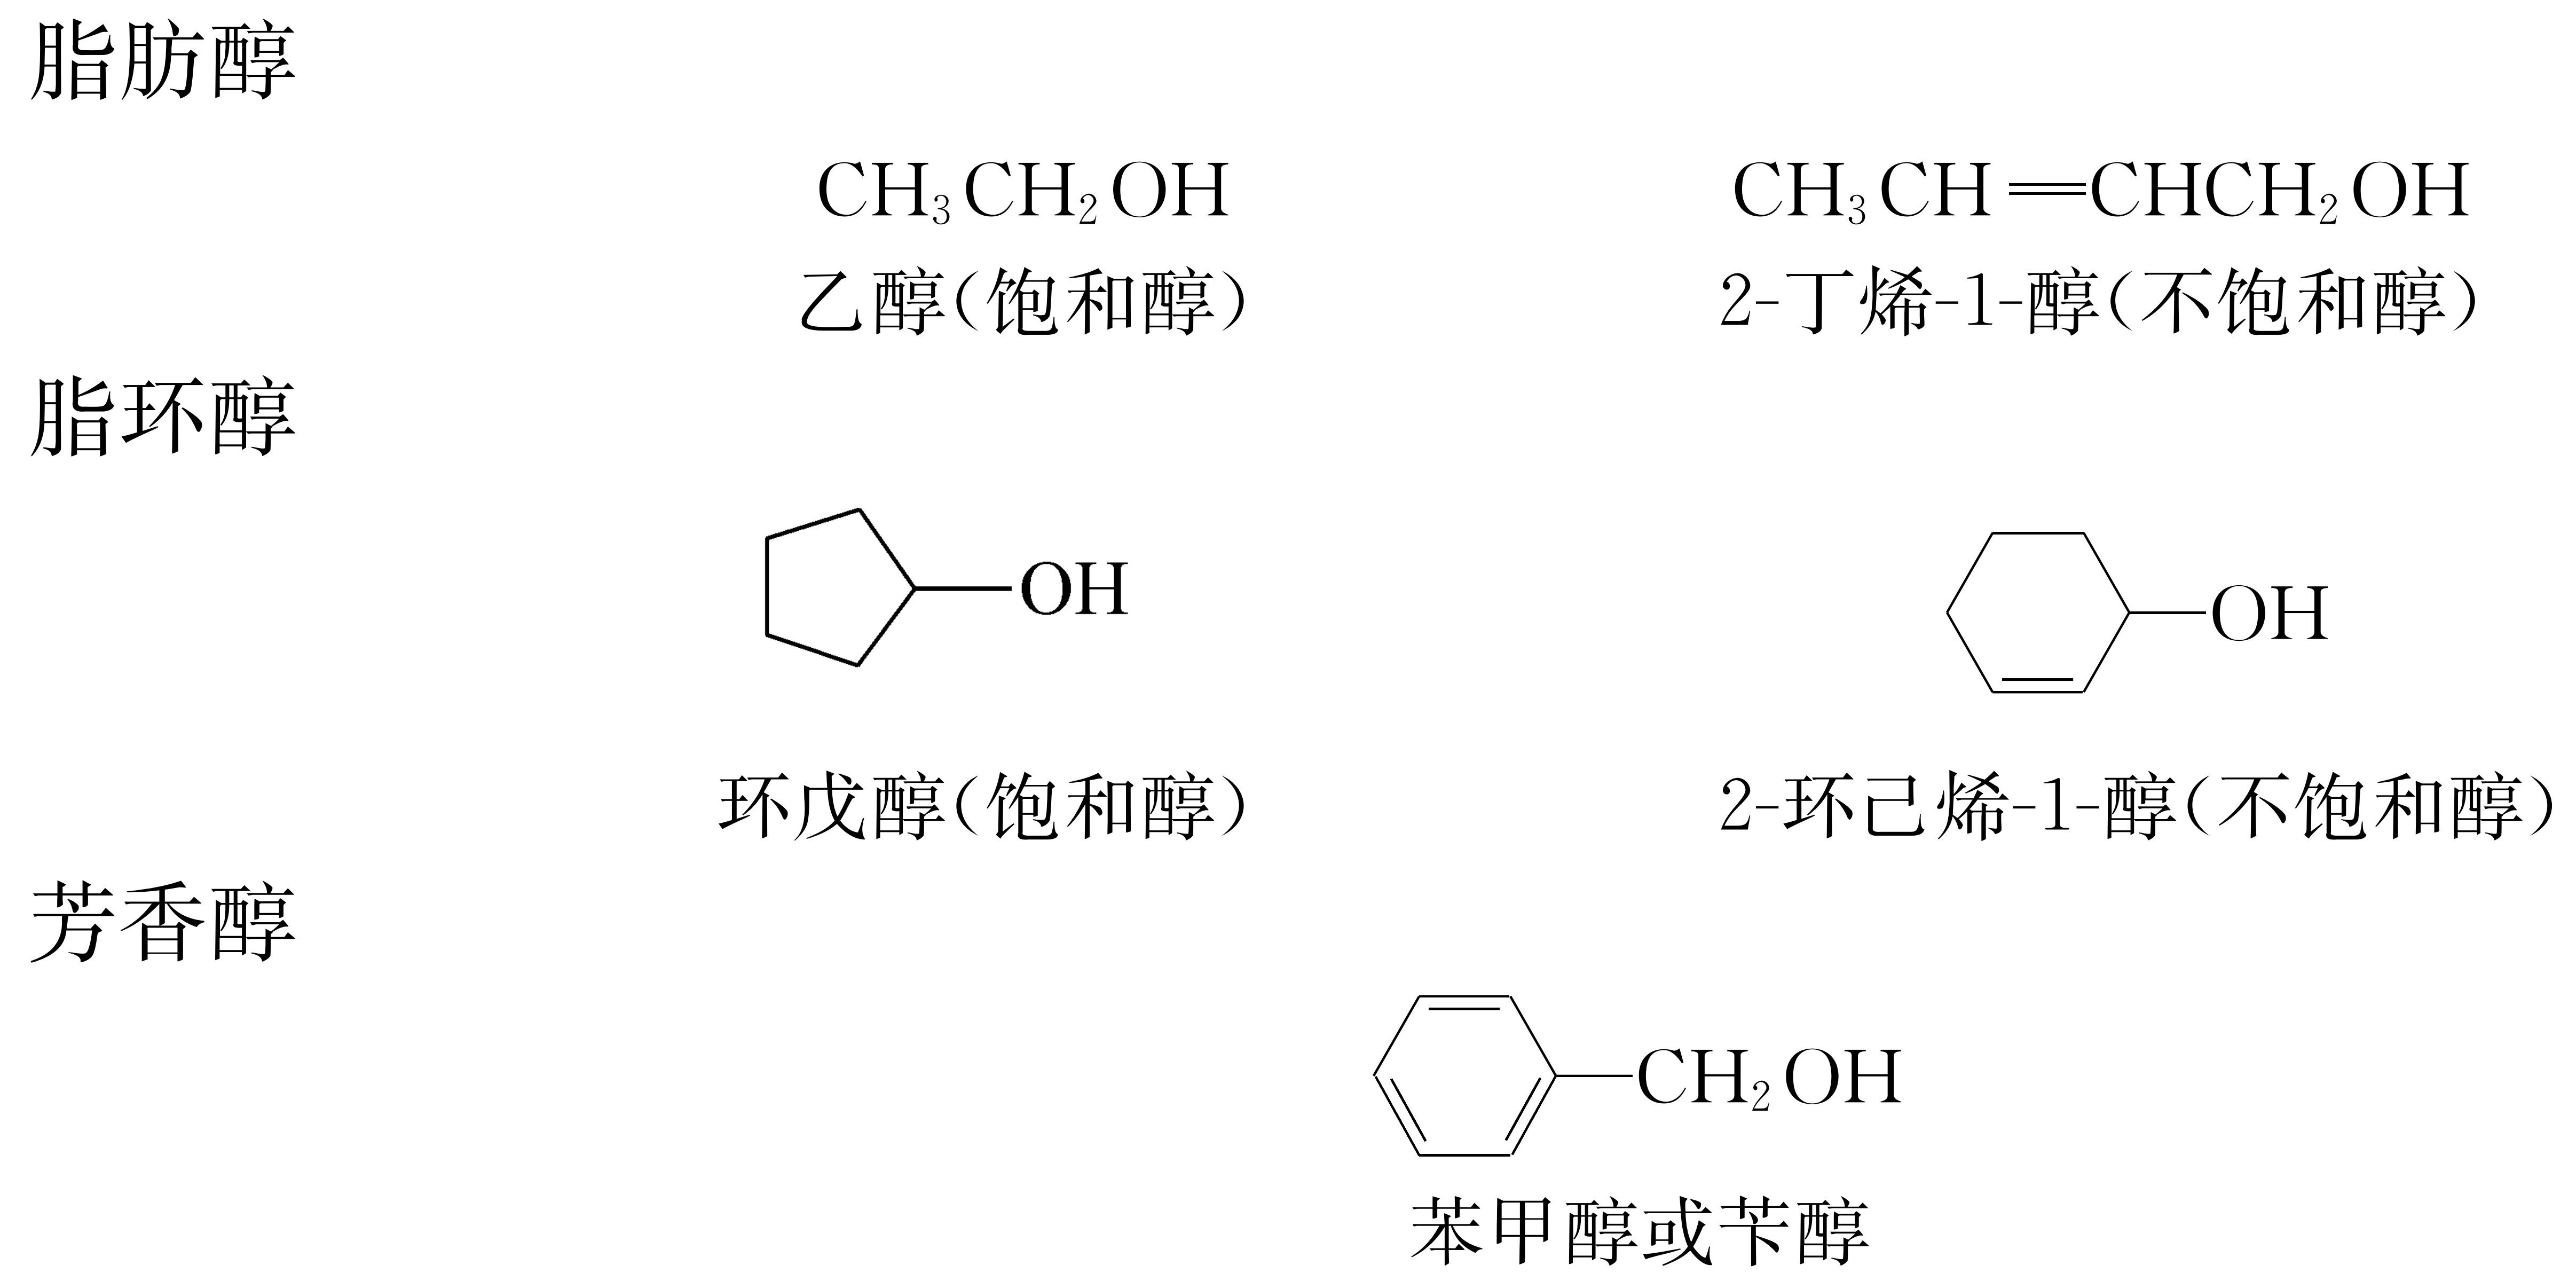 脂肪醇
CH₃CH₂OH CH₃CH═CHCH₂OH
乙醇(饱和醇) 2-丁烯-1-醇(不饱和醇)
脂环醇
OH OH
环戊醇(饱和醇) 2-环己烯-1-醇(不饱和醇)
芳香醇
CH₂OH
苯甲醇或苄醇